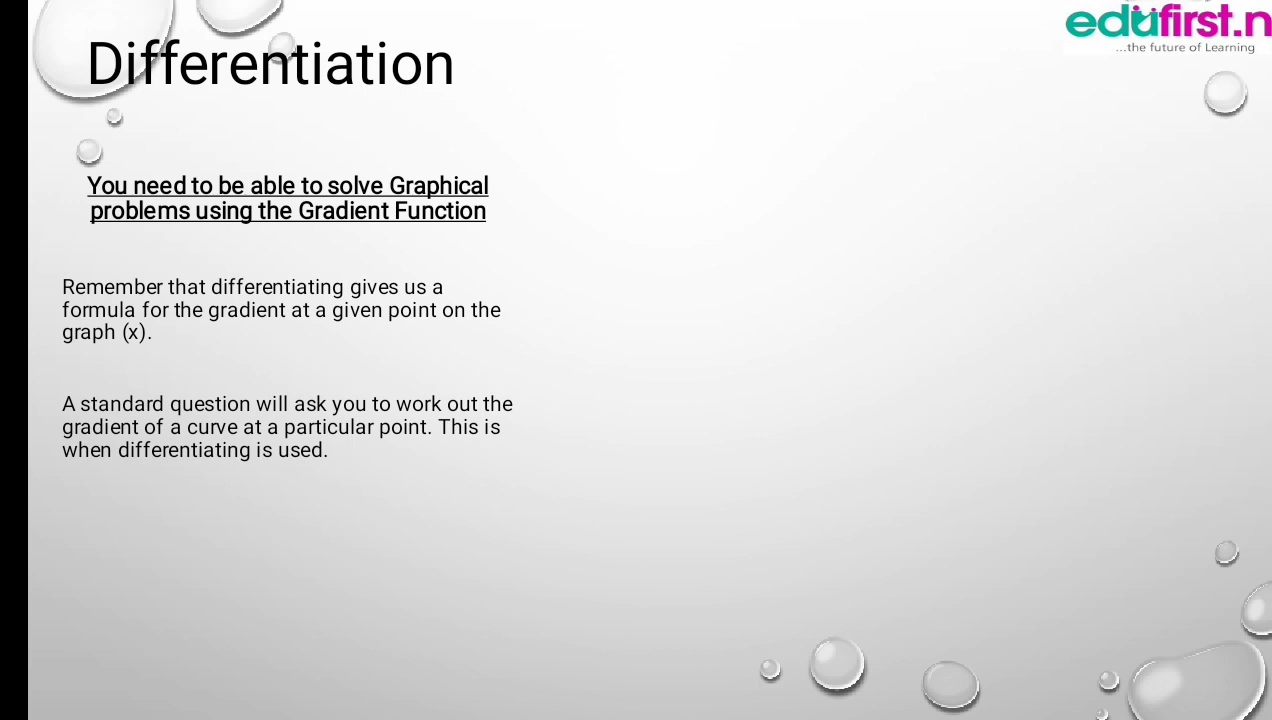 edufirst.n
...the future of Learning
Differentiation
You need to be able to solve Graphical
problems using the Gradient Function
Remember that differentiating gives us a
formula for the gradient at a given point on the
graph (x).
A standard question will ask you to work out the
gradient of a curve at a particular point. This is
when differentiating is used.